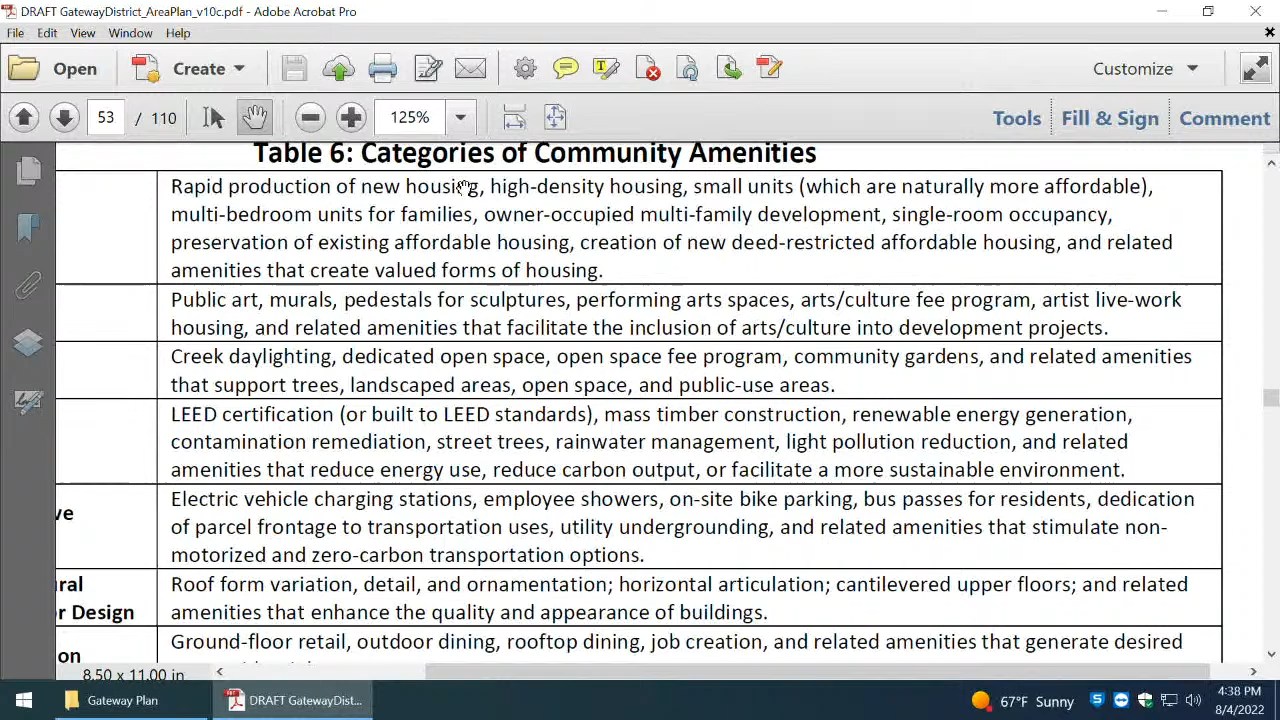 DRAFT GatewayDistrict_AreaPlan_v10c.pdf - Adobe Acrobat Pro
File Edit View Window Help
Open Create Customize
53 / 110 125% Tools Fill & Sign Comment
Table 6: Categories of Community Amenities
Rapid production of new housing, high-density housing, small units (which are naturally more affordable),
multi-bedroom units for families, owner-occupied multi-family development, single-room occupancy,
preservation of existing affordable housing, creation of new deed-restricted affordable housing, and related
amenities that create valued forms of housing.
Public art, murals, pedestals for sculptures, performing arts spaces, arts/culture fee program, artist live-work
housing, and related amenities that facilitate the inclusion of arts/culture into development projects.
Creek daylighting, dedicated open space, open space fee program, community gardens, and related amenities
that support trees, landscaped areas, open space, and public-use areas.
LEED certification (or built to LEED standards), mass timber construction, renewable energy generation,
contamination remediation, street trees, rainwater management, light pollution reduction, and related
amenities that reduce energy use, reduce carbon output, or facilitate a more sustainable environment.
ve
Electric vehicle charging stations, employee showers, on-site bike parking, bus passes for residents, dedication
of parcel frontage to transportation uses, utility undergrounding, and related amenities that stimulate non-
motorized and zero-carbon transportation options.
ural
r Design
Roof form variation, detail, and ornamentation; horizontal articulation; cantilevered upper floors; and related
amenities that enhance the quality and appearance of buildings.
on
Ground-floor retail, outdoor dining, rooftop dining, job creation, and related amenities that generate desired
8.50 x 11.00 in
Gateway Plan DRAFT GatewayDist... 67°F Sunny 4:38 PM
8/4/2022